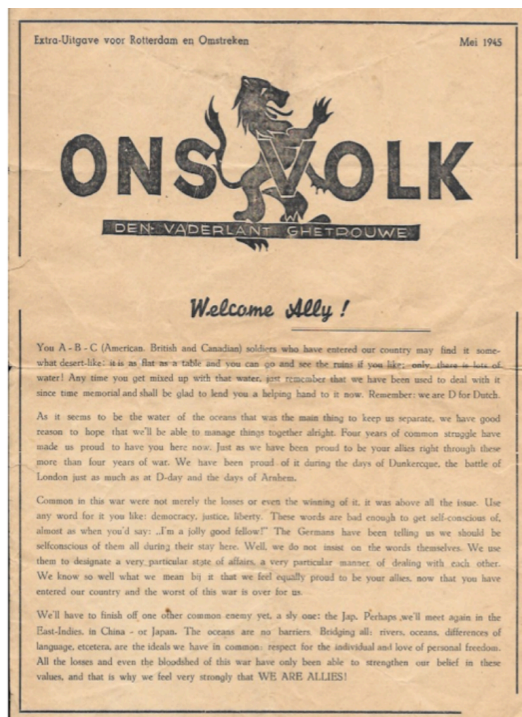 Extra-Uitgave voor Rotterdam en Omstreken
Mei 1945
ONS VOLK
DEN VADERLANT GHETROUWE
Welcome Ally !
You A - B - C (American, British and Canadian) soldiers who have entered our country may find it some-
what desert-like: it is as flat as a table and you can go and see the ruins if you like; only, there is lots of
water! Any time you get mixed up with that water, just remember that we have been used to deal with it
since time memorial and shall be glad to lend you a helping hand to it now. Remember: we are D for Dutch.
As it seems to be the water of the oceans that was the main thing to keep us separate, we have good
reason to hope that we'll be able to manage things together alright. Four years of common struggle have
made us proud to have you here now. Just as we have been proud to be your allies right through these
more than four years of war. We have been proud of it during the days of Dunkercque, the battle of
London just as much as at D-day and the days of Arnhem.
Common in this war were not merely the losses or even the winning of it, it was above all the issue. Use
any word for it you like: democracy, justice, liberty. These words are bad enough to get self-conscious of,
almost as when you'd say: „I'm a jolly good fellow!" The Germans have been telling us we should be
selfconscious of them all during their stay here. Well, we do not insist on the words themselves. We use
them to designate a very particular state of affairs, a very particular manner of dealing with each other.
We know so well what we mean bij it that we feel equally proud to be your allies, now that you have
entered our country and the worst of this war is over for us.
We'll have to finish off one other common enemy yet, a sly one: the Jap. Perhaps we'll meet again in the
East-Indies, in China - or Japan. The oceans are no barriers. Bridging all: rivers, oceans, differences of
language, etcetera, are the ideals we have in common: respect for the individual and love of personal freedom.
All the losses and even the bloodshed of this war have only been able to strengthen our belief in these
values, and that is why we feel very strongly that WE ARE ALLIES!